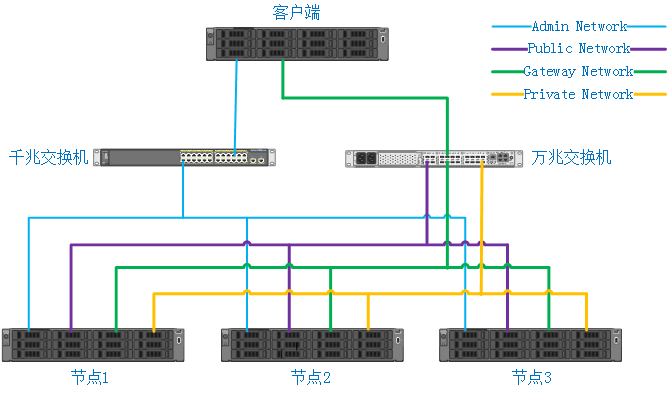 客户端
Admin Network
Public Network
Gateway Network
Private Network
千兆交换机
万兆交换机
节点1
节点2
节点3